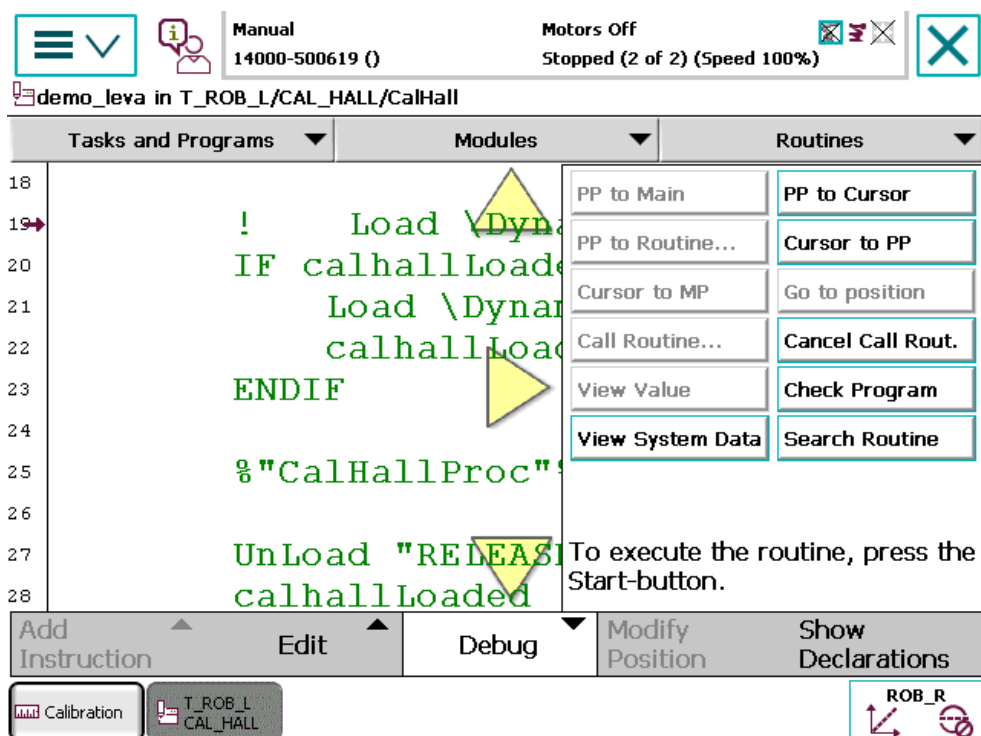 Manual
14000-500619 ()
Motors Off
Stopped (2 of 2) (Speed 100%)
demo_leva in T_ROB_L/CAL_HALL/CalHall
Tasks and Programs
Modules
Routines
18
19 ! Load \Dyna
20 IF calhallLoade
21 Load \Dynam
22 calhallLoad
23 ENDIF
24
25 %"CalHallProc"%
26
27 UnLoad "RELEASE
28 calhallLoaded
PP to Main
PP to Cursor
PP to Routine...
Cursor to PP
Cursor to MP
Go to position
Call Routine...
Cancel Call Rout.
View Value
Check Program
View System Data
Search Routine
To execute the routine, press the
Start-button.
Add
Instruction
Edit
Debug
Modify
Position
Show
Declarations
Calibration
T_ROB_L
CAL_HALL
ROB_R